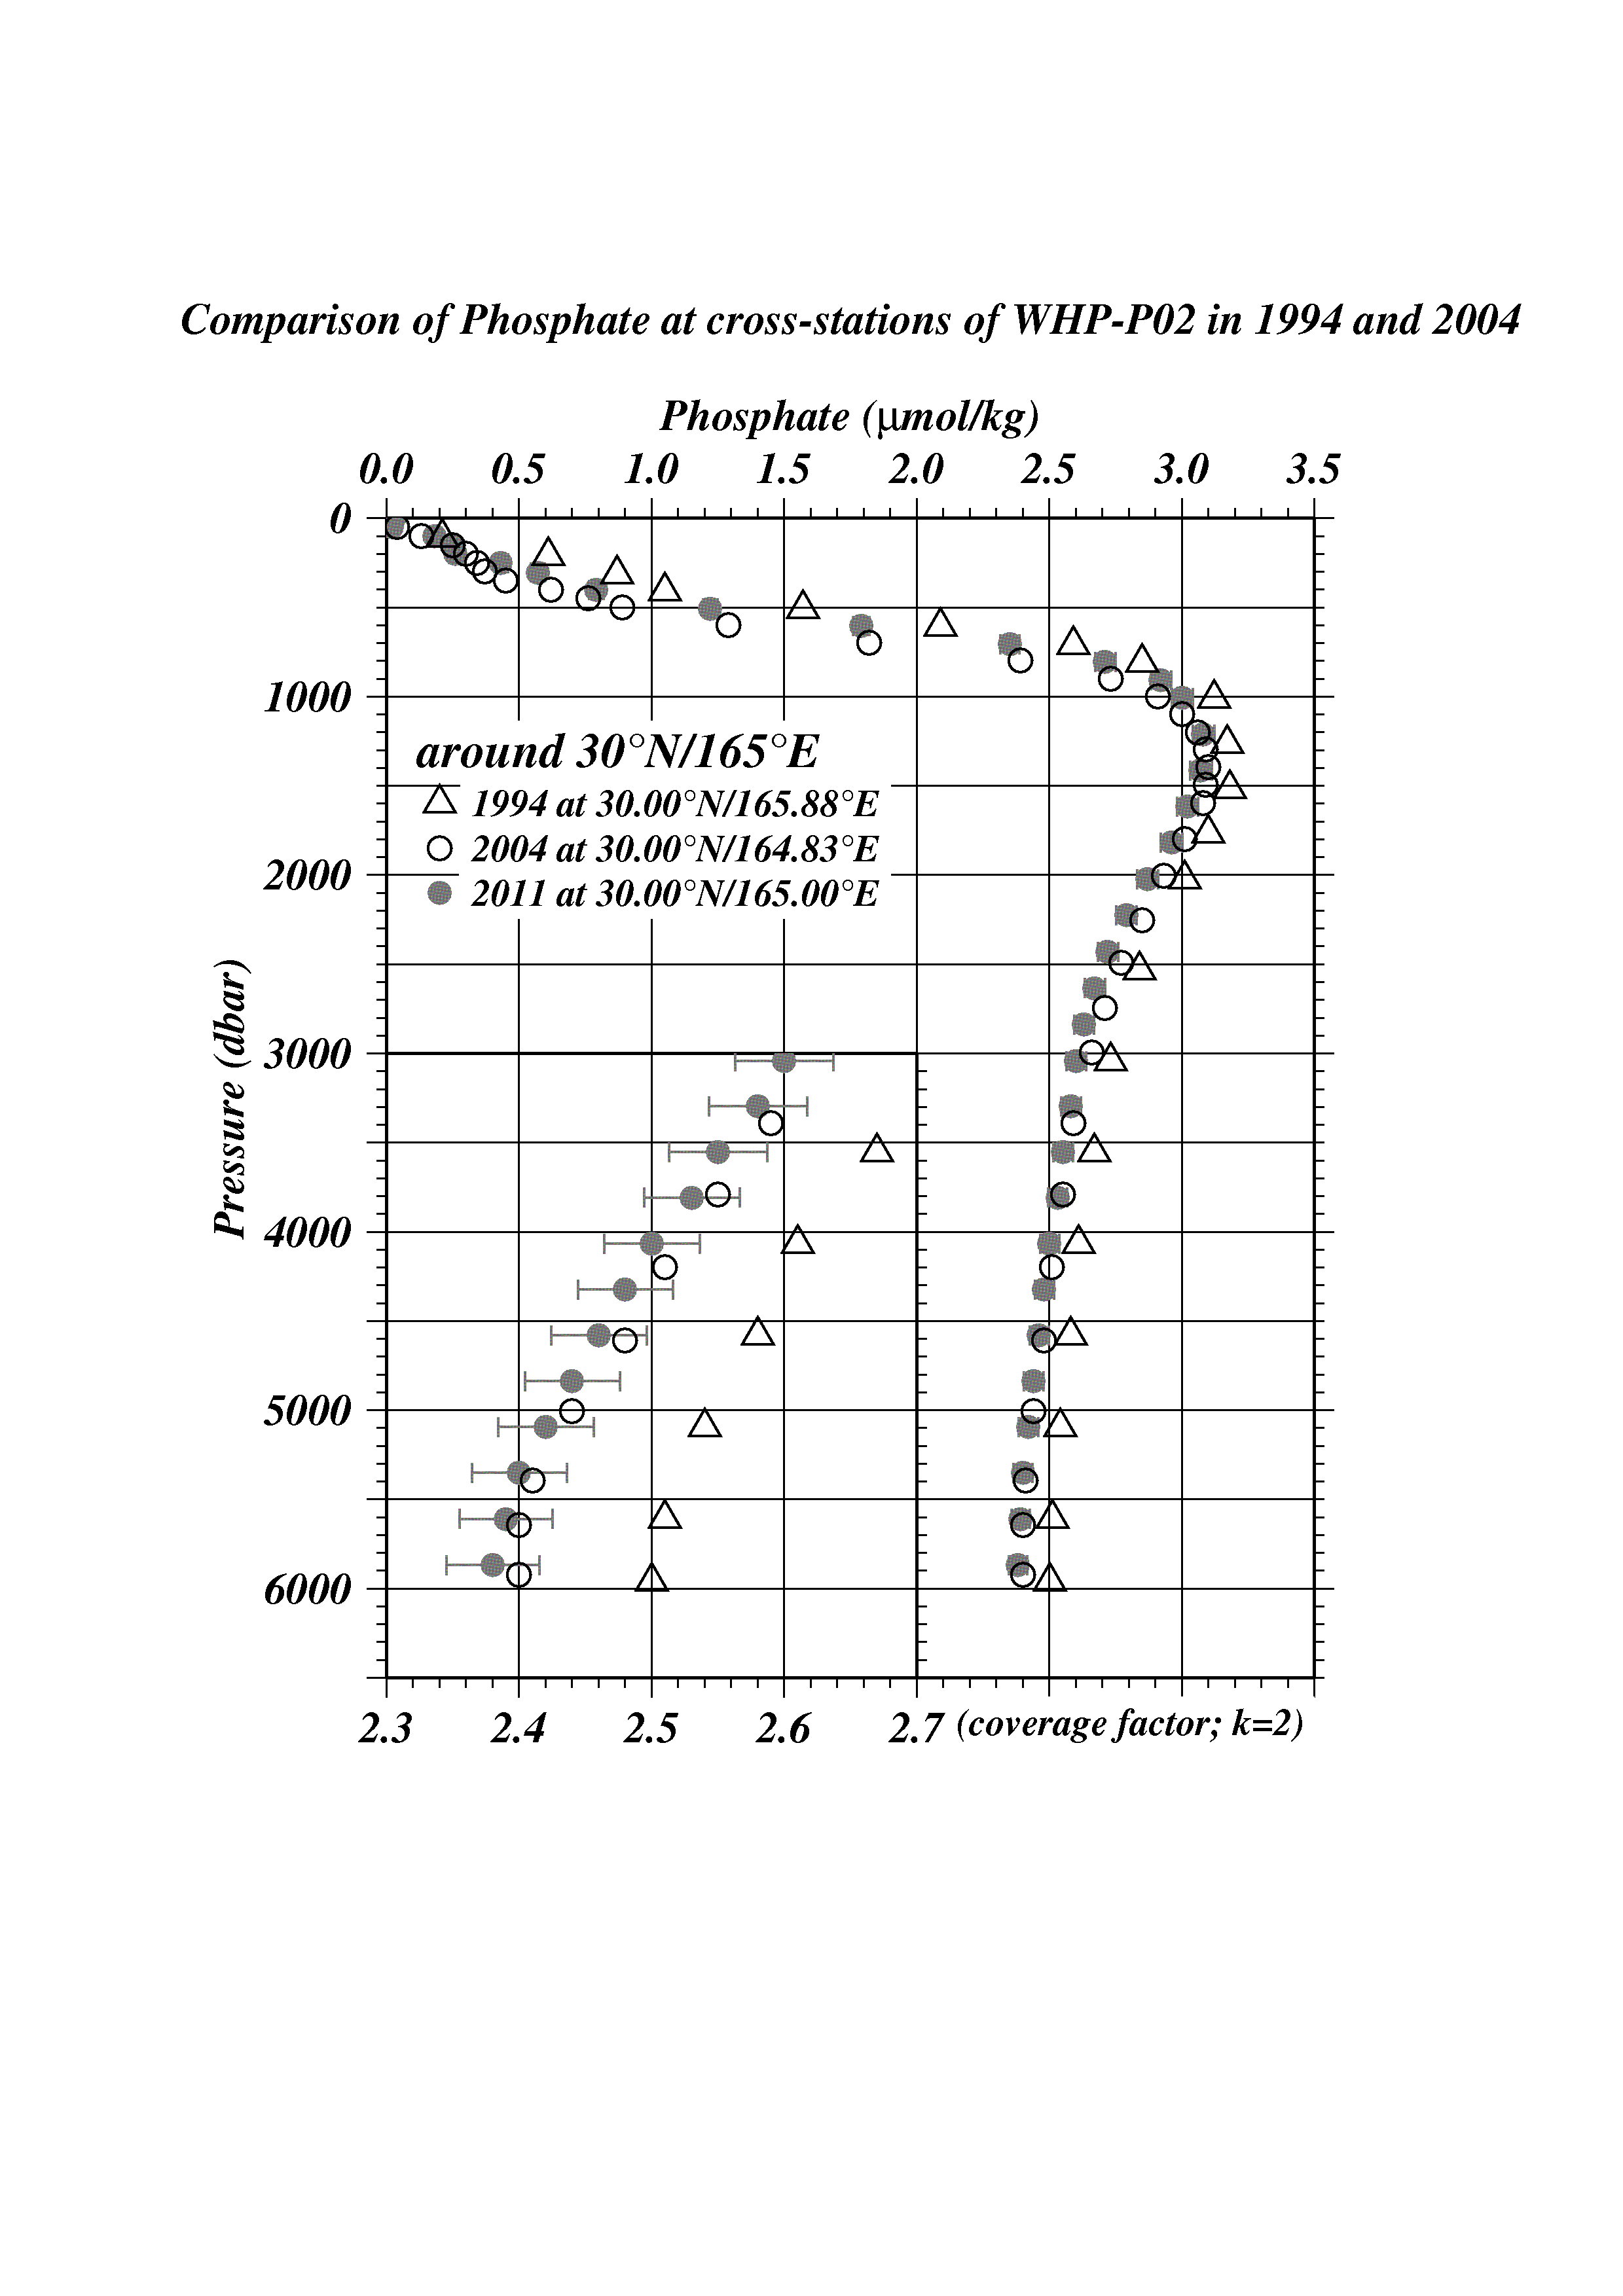 Comparison of Phosphate at cross-stations of WHP-P02 in 1994 and 2004
Phosphate (μmol/kg)
0.0 0.5 1.0 1.5 2.0 2.5 3.0 3.5
0
1000
2000
3000
4000
5000
6000
Pressure (dbar)
around 30°N/165°E
1994 at 30.00°N/165.88°E
2004 at 30.00°N/164.83°E
2011 at 30.00°N/165.00°E
2.3 2.4 2.5 2.6 2.7 (coverage factor; k=2)